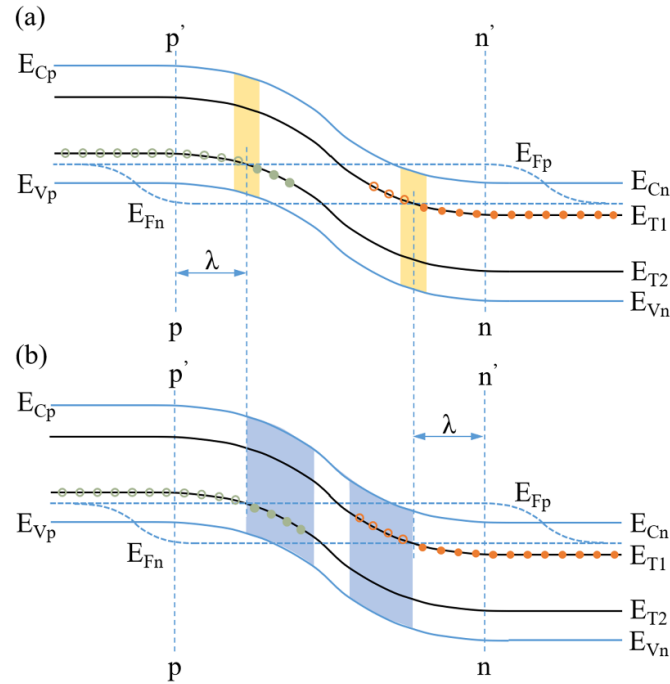 (a)
p’ n’
E_Cp
E_Fp
E_Vp
E_Cn
E_Fn
E_T1
λ
E_T2
E_Vn
p n
(b)
p’ n’
E_Cp
λ
E_Fp
E_Vp
E_Cn
E_Fn
E_T1
E_T2
E_Vn
p n